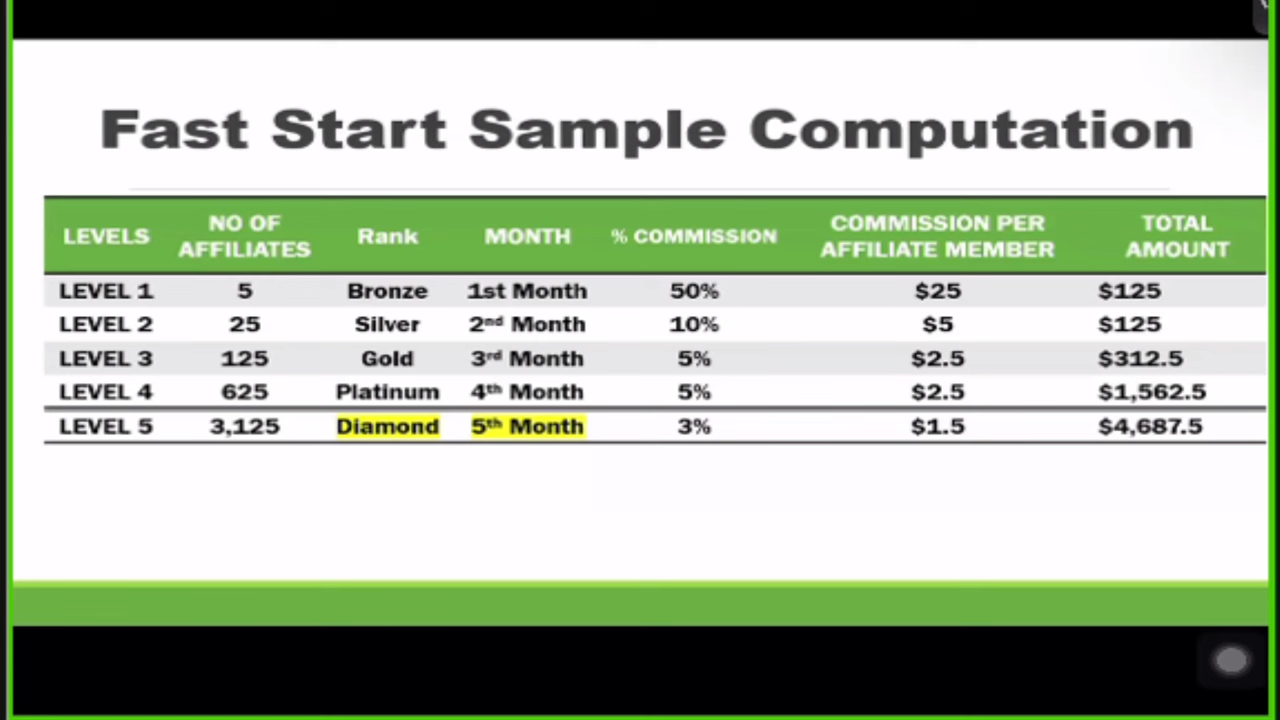 Fast Start Sample Computation
LEVELS NO OF AFFILIATES Rank MONTH % COMMISSION COMMISSION PER AFFILIATE MEMBER TOTAL AMOUNT
LEVEL 1 5 Bronze 1st Month 50% $25 $125
LEVEL 2 25 Silver 2nd Month 10% $5 $125
LEVEL 3 125 Gold 3rd Month 5% $2.5 $312.5
LEVEL 4 625 Platinum 4th Month 5% $2.5 $1,562.5
LEVEL 5 3,125 Diamond 5th Month 3% $1.5 $4,687.5